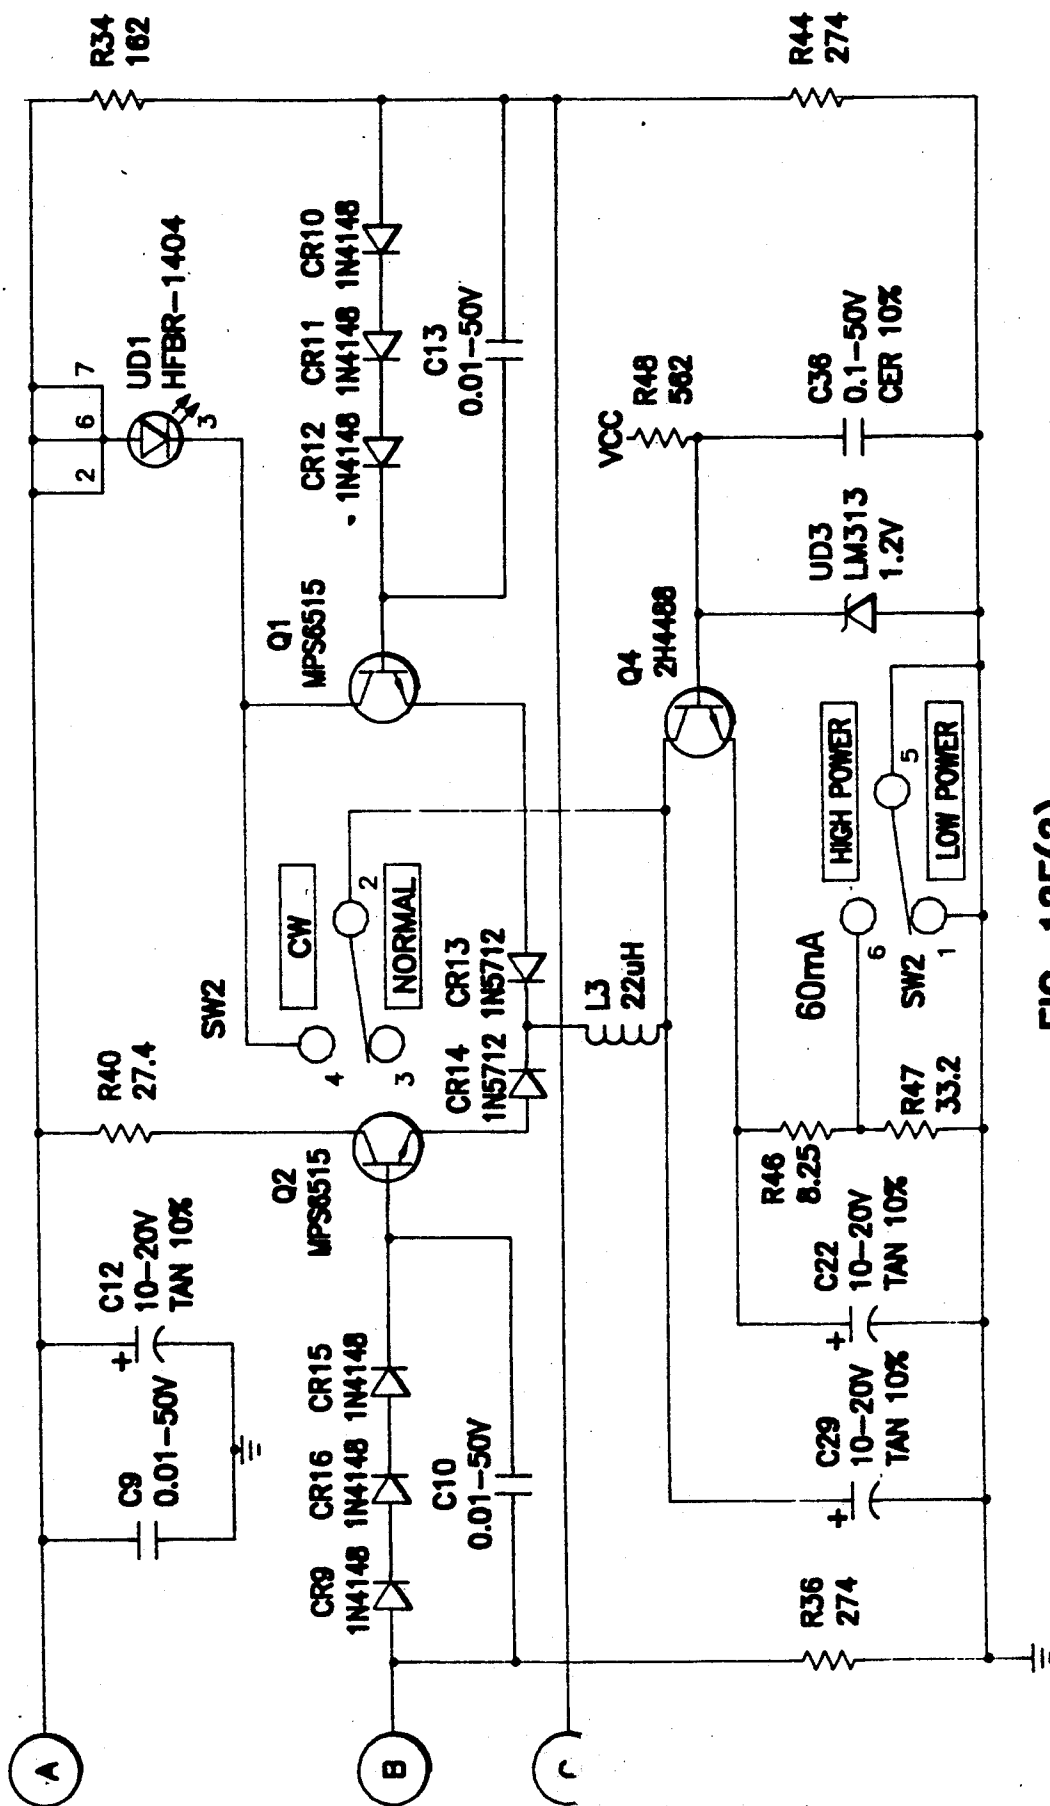 R34
162
R44
274
7
6
2
UD1
HFBR-1404
3
CR10
1N4148
CR11
1N4148
CR12
1N4148
C13
0.01-50V
VCC
R48
562
C38
0.1-50V
CER 10%
UD3
LM313
1.2V
Q1
MPS6515
Q4
2H4488
SW2
CW
2
NORMAL
4
3
CR13
1N5712
CR14
1N5712
L3
22uH
HIGH POWER
5
LOW POWER
60mA
6
SW2
1
R40
27.4
Q2
MPS6515
R46
8.25
R47
33.2
C12
10-20V
TAN 10%
+
C9
0.01-50V
CR15
1N4148
CR16
1N4148
CR9
1N4148
C10
0.01-50V
C22
10-20V
TAN 10%
+
C29
10-20V
TAN 10%
+
R36
274
A
B